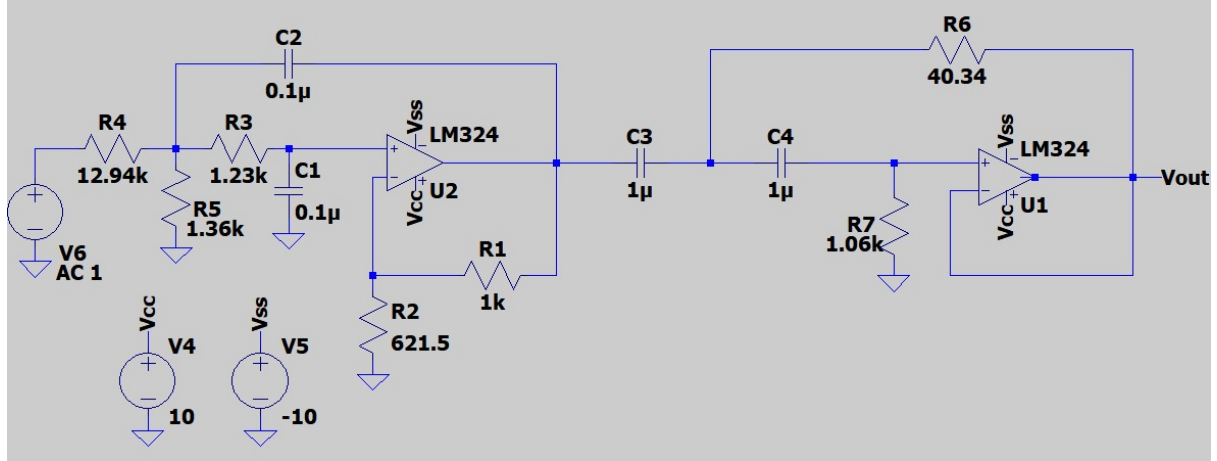 C2
0.1µ
R4
12.94k
R3
1.23k
C1
0.1µ
R5
1.36k
V6
AC 1
Vss
LM324
U2
Vcc
R1
1k
R2
621.5
Vcc
V4
10
Vss
V5
-10
C3
1µ
R6
40.34
C4
1µ
Vss
LM324
U1
Vcc
R7
1.06k
Vout